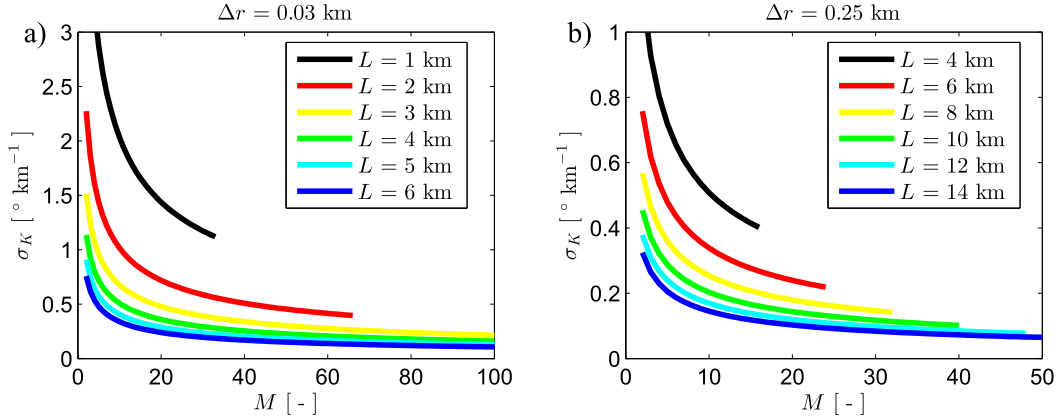 Δr = 0.03 km
a)
3
2.5
2
1.5
1
0.5
0
σ_K [ ° km⁻¹ ]
L = 1 km
L = 2 km
L = 3 km
L = 4 km
L = 5 km
L = 6 km
0 20 40 60 80 100
M [ - ]
Δr = 0.25 km
b)
1
0.8
0.6
0.4
0.2
0
σ_K [ ° km⁻¹ ]
L = 4 km
L = 6 km
L = 8 km
L = 10 km
L = 12 km
L = 14 km
0 10 20 30 40 50
M [ - ]